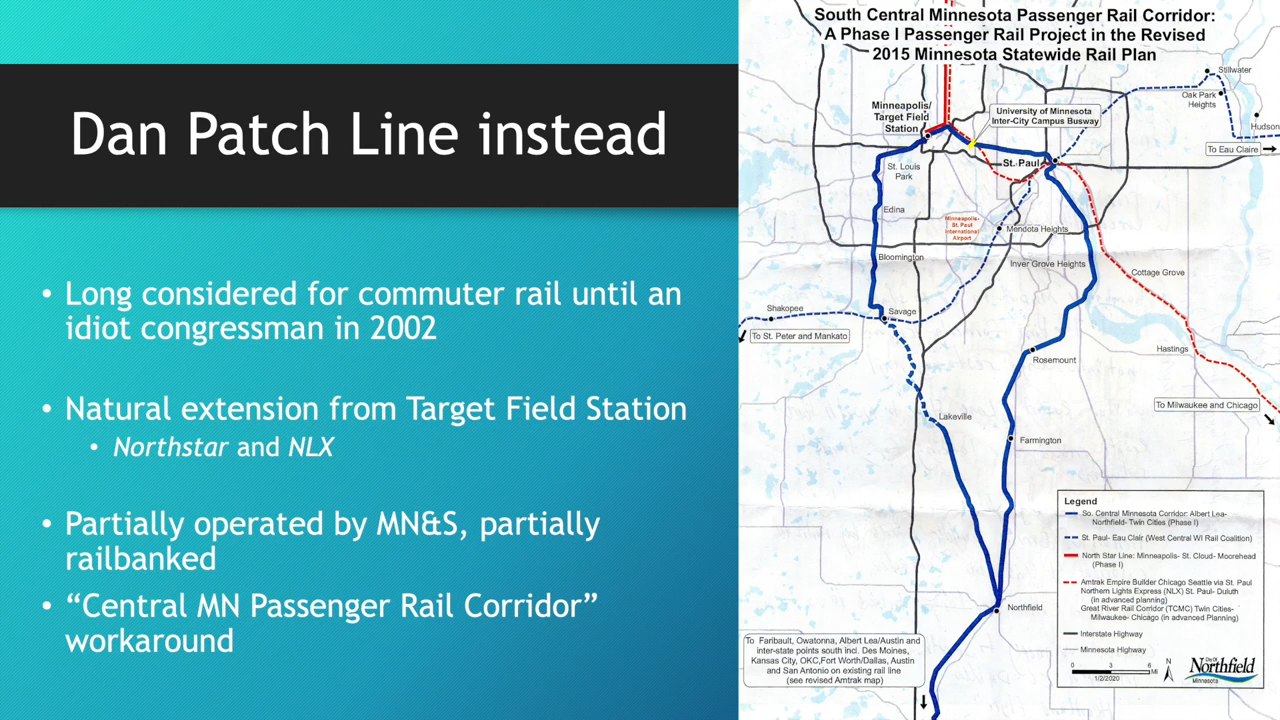 Dan Patch Line instead
• Long considered for commuter rail until an
idiot congressman in 2002
• Natural extension from Target Field Station
• Northstar and NLX
• Partially operated by MN&S, partially
railbanked
• “Central MN Passenger Rail Corridor”
workaround
South Central Minnesota Passenger Rail Corridor:
A Phase I Passenger Rail Project in the Revised
2015 Minnesota Statewide Rail Plan
Stillwater
Oak Park
Heights
Hudson
To Eau Claire
Minneapolis/
Target Field
Station
University of Minnesota
Inter-City Campus Busway
St. Paul
St. Louis
Park
Edina
Minneapolis-
St. Paul
International
Airport
Mendota Heights
Bloomington
Inver Grove Heights
Cottage Grove
Shakopee
Savage
To St. Peter and Mankato
Hastings
Rosemount
To Milwaukee and Chicago
Lakeville
Farmington
Northfield
To Faribault, Owatonna, Albert Lea/Austin and
inter-state points south incl. Des Moines,
Kansas City, OKC,Fort Worth/Dallas, Austin
and San Antonio on existing rail line
(see revised Amtrak map)
Legend
So. Central Minnesota Corridor: Albert Lea-
Northfield- Twin Cities (Phase I)
St. Paul- Eau Clair (West Central WI Rail Coalition)
North Star Line: Minneapolis- St. Cloud- Moorehead
(Phase I)
Amtrak Empire Builder Chicago Seattle via St. Paul
Northern Lights Express (NLX) St. Paul- Duluth
(in advanced planning)
Great River Rail Corridor (TCMC) Twin Cities-
Milwaukee- Chicago (in advanced Planning)
Interstate Highway
Minnesota Highway
0 3 6
Mi
1/2/2020
N
City Of
Northfield
Minnesota